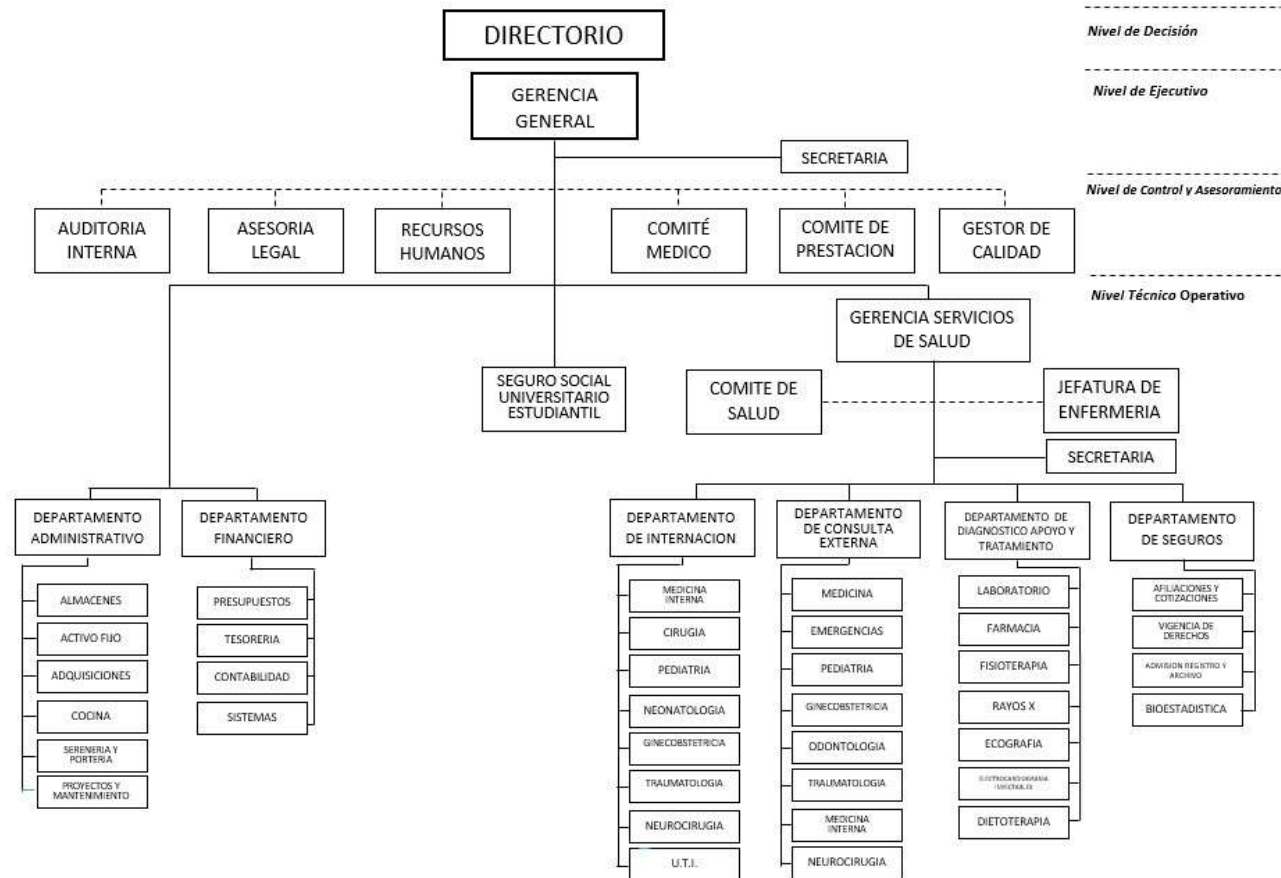 DIRECTORIO
Nivel de Decisión
GERENCIA
GENERAL
Nivel de Ejecutivo
SECRETARIA
Nivel de Control y Asesoramiento
AUDITORIA
INTERNA
ASESORIA
LEGAL
RECURSOS
HUMANOS
COMITÉ
MEDICO
COMITE DE
PRESTACION
GESTOR DE
CALIDAD
Nivel Técnico Operativo
GERENCIA SERVICIOS
DE SALUD
SEGURO SOCIAL
UNIVERSITARIO
ESTUDIANTIL
COMITE DE
SALUD
JEFATURA DE
ENFERMERIA
SECRETARIA
DEPARTAMENTO
ADMINISTRATIVO
ALMACENES
ACTIVO FIJO
ADQUISICIONES
COCINA
SERENERIA Y
PORTERIA
PROYECTOS Y
MANTENIMIENTO
DEPARTAMENTO
FINANCIERO
PRESUPUESTOS
TESORERIA
CONTABILIDAD
SISTEMAS
DEPARTAMENTO
DE INTERNACION
MEDICINA
INTERNA
CIRUGIA
PEDIATRIA
NEONATOLOGIA
GINECOBSTETRICIA
TRAUMATOLOGIA
NEUROCIRUGIA
U.T.I.
DEPARTAMENTO
DE CONSULTA
EXTERNA
MEDICINA
EMERGENCIAS
PEDIATRIA
GINECOBSTETRICIA
ODONTOLOGIA
TRAUMATOLOGIA
MEDICINA
INTERNA
NEUROCIRUGIA
DEPARTAMENTO DE
DIAGNOSTICO APOYO Y
TRATAMIENTO
LABORATORIO
FARMACIA
FISIOTERAPIA
RAYOS X
ECOGRAFIA
DIETOTERAPIA
DEPARTAMENTO
DE SEGUROS
AFILIACIONES Y
COTIZACIONES
VIGENCIA DE
DERECHOS
ADMISION REGISTRO Y
ARCHIVO
BIOESTADISTICA